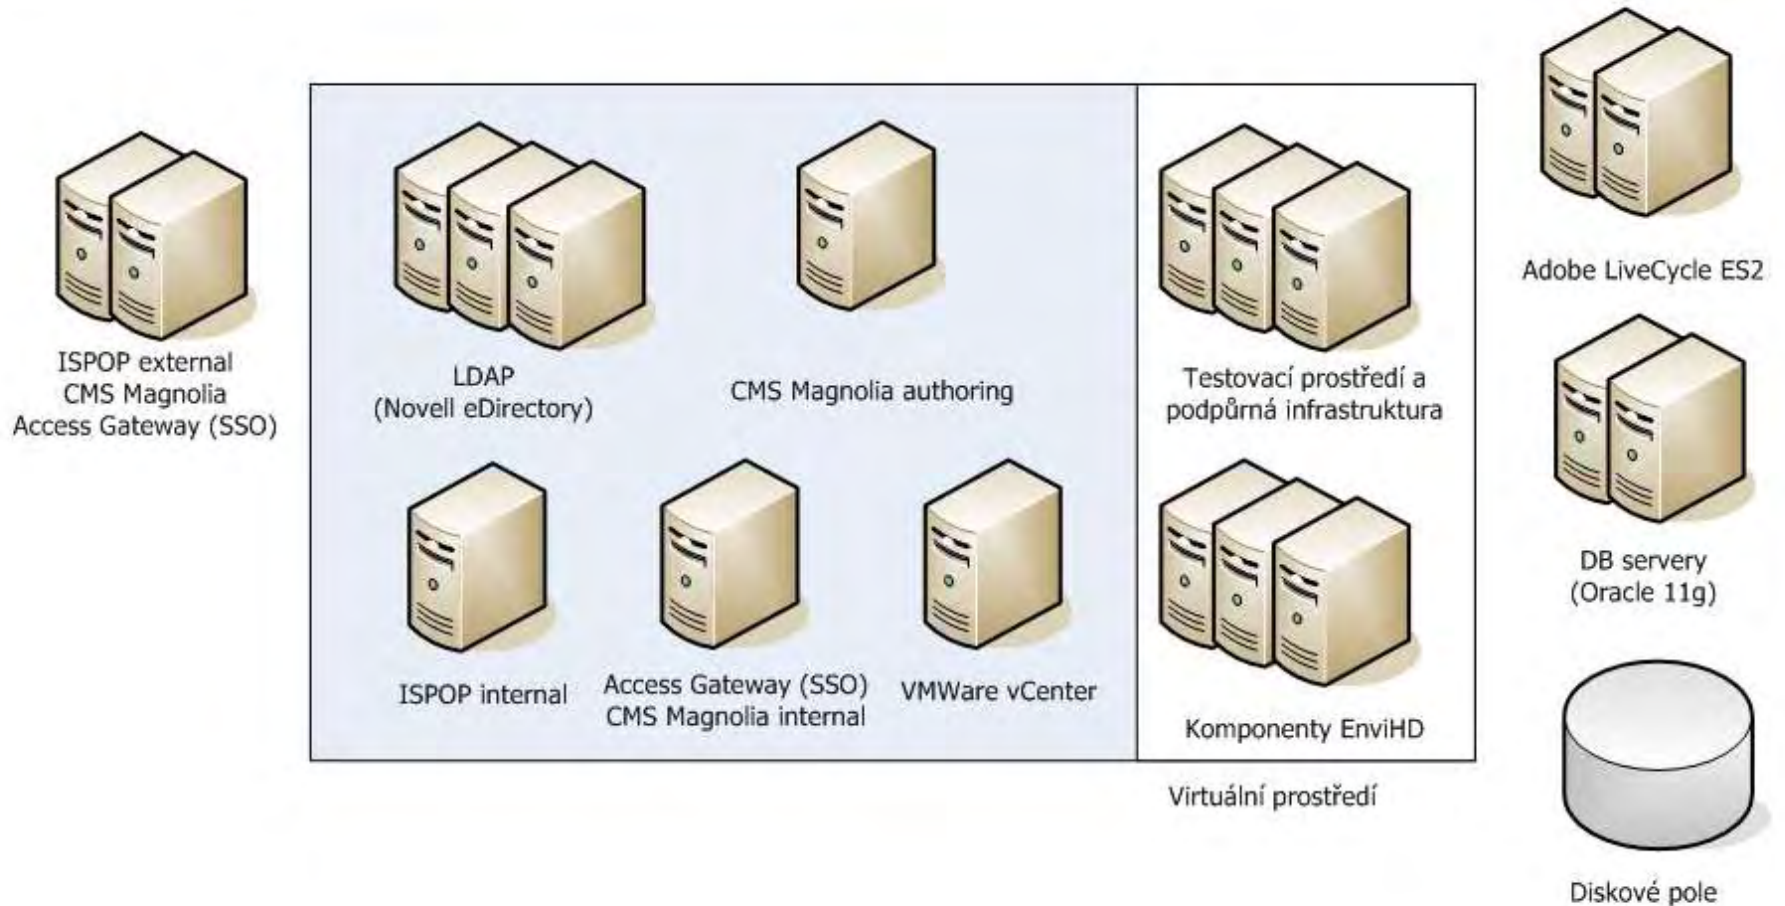 ISPOP external
CMS Magnolia
Access Gateway (SSO)
LDAP
(Novell eDirectory)
CMS Magnolia authoring
ISPOP internal
Access Gateway (SSO)
CMS Magnolia internal
VMWare vCenter
Testovací prostředí a
podpůrná infrastruktura
Komponenty EnviHD
Virtuální prostředí
Adobe LiveCycle ES2
DB servery
(Oracle 11g)
Diskové pole